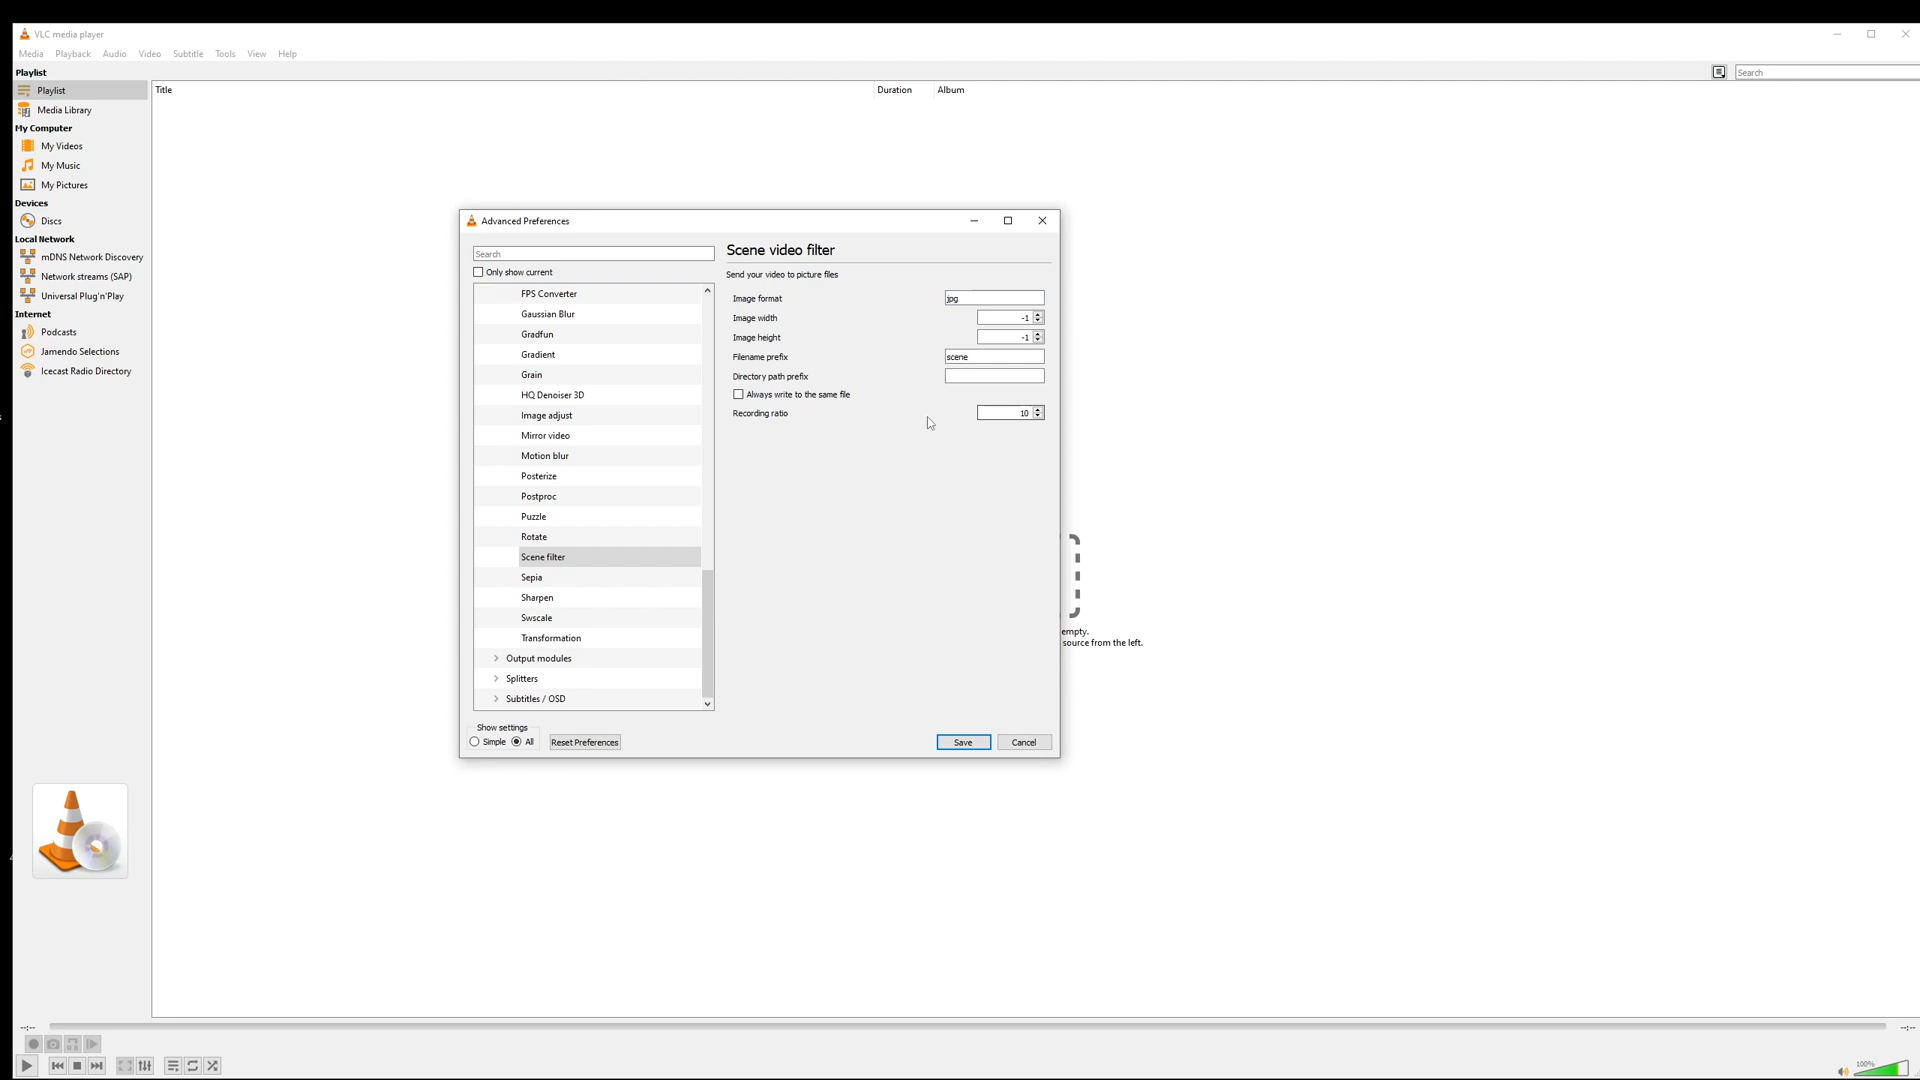 VLC media player
Media Playback Audio Video Subtitle Tools View Help
Playlist
Search
Playlist
Title Duration Album
Media Library
My Computer
My Videos
My Music
My Pictures
Devices
Discs
Local Network
mDNS Network Discovery
Network streams (SAP)
Universal Plug'n'Play
Internet
Podcasts
Jamendo Selections
Icecast Radio Directory
Advanced Preferences
Search
Only show current
FPS Converter
Gaussian Blur
Gradfun
Gradient
Grain
HQ Denoiser 3D
Image adjust
Mirror video
Motion blur
Posterize
Postproc
Puzzle
Rotate
Scene filter
Sepia
Sharpen
Swscale
Transformation
Output modules
Splitters
Subtitles / OSD
Show settings
Simple All Reset Preferences
Scene video filter
Send your video to picture files
Image format jpg
Image width -1
Image height -1
Filename prefix scene
Directory path prefix
Always write to the same file
Recording ratio 10
Save Cancel
empty.
source from the left.
--:-- --:--
100%